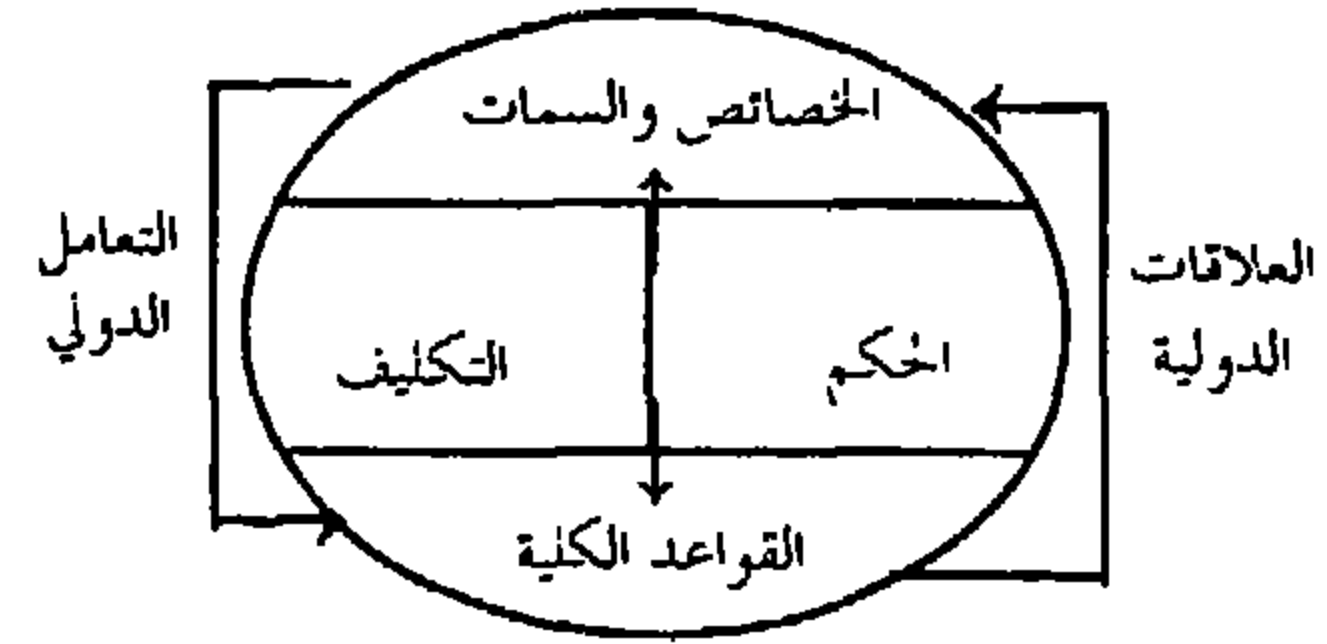 الخصائص والسمات
العلاقات
الدولية
التعامل
الدولي
الحكم
التكليف
القواعد الكلية